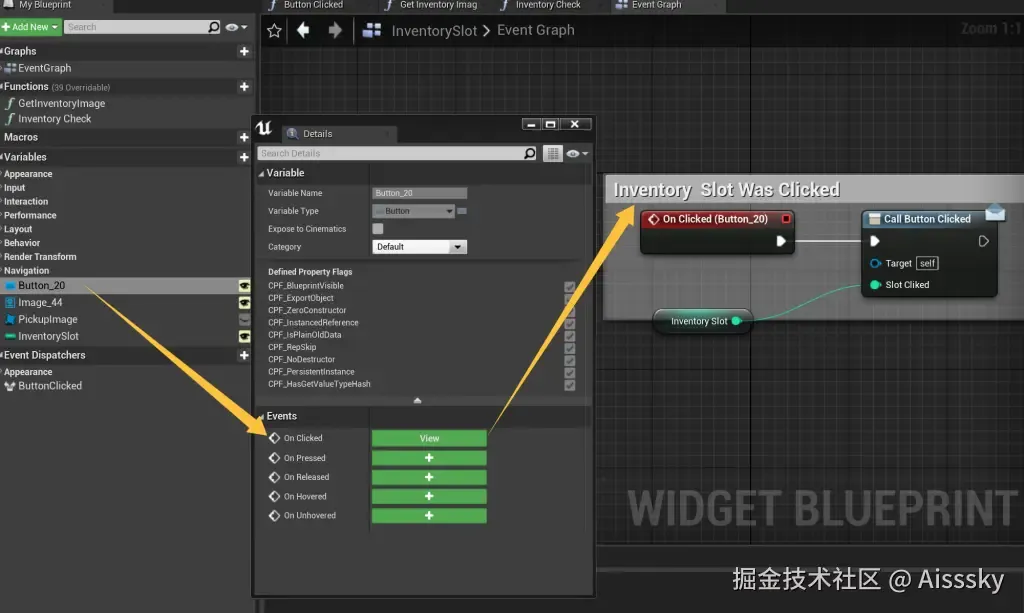 My Blueprint
Button Clicked
Get Inventory Imag
Inventory Check
Event Graph
Add New
Search
InventorySlot > Event Graph
Zoom 1:1
Graphs
EventGraph
Functions (39 Overridable)
GetInventoryImage
Inventory Check
Macros
Variables
Appearance
Input
Interaction
Performance
Layout
Behavior
Render Transform
Navigation
Button_20
Image_44
PickupImage
InventorySlot
Event Dispatchers
Appearance
ButtonClicked
Details
Search Details
Variable
Variable Name
Button_20
Variable Type
Button
Expose to Cinematics
Category
Default
Defined Property Flags
CPF_BlueprintVisible
CPF_ExportObject
CPF_ZeroConstructor
CPF_InstancedReference
CPF_IsPlainOldData
CPF_RepSkip
CPF_NoDestructor
CPF_PersistentInstance
CPF_HasGetValueTypeHash
Events
On Clicked
View
On Pressed
On Released
On Hovered
On Unhovered
Inventory Slot Was Clicked
On Clicked (Button_20)
Call Button Clicked
Target self
Slot Cliked
Inventory Slot
WIDGET BLUEPRINT
掘金技术社区 @ Aisssky